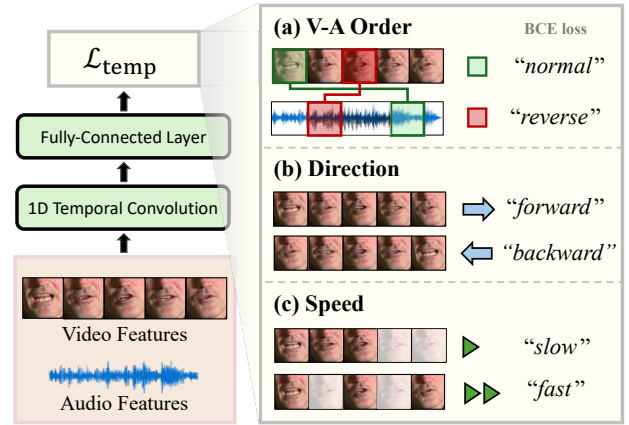 ℒtemp
Fully-Connected Layer
1D Temporal Convolution
Video Features
Audio Features
(a) V-A Order
BCE loss
“normal”
“reverse”
(b) Direction
“forward”
“backward”
(c) Speed
“slow”
“fast”